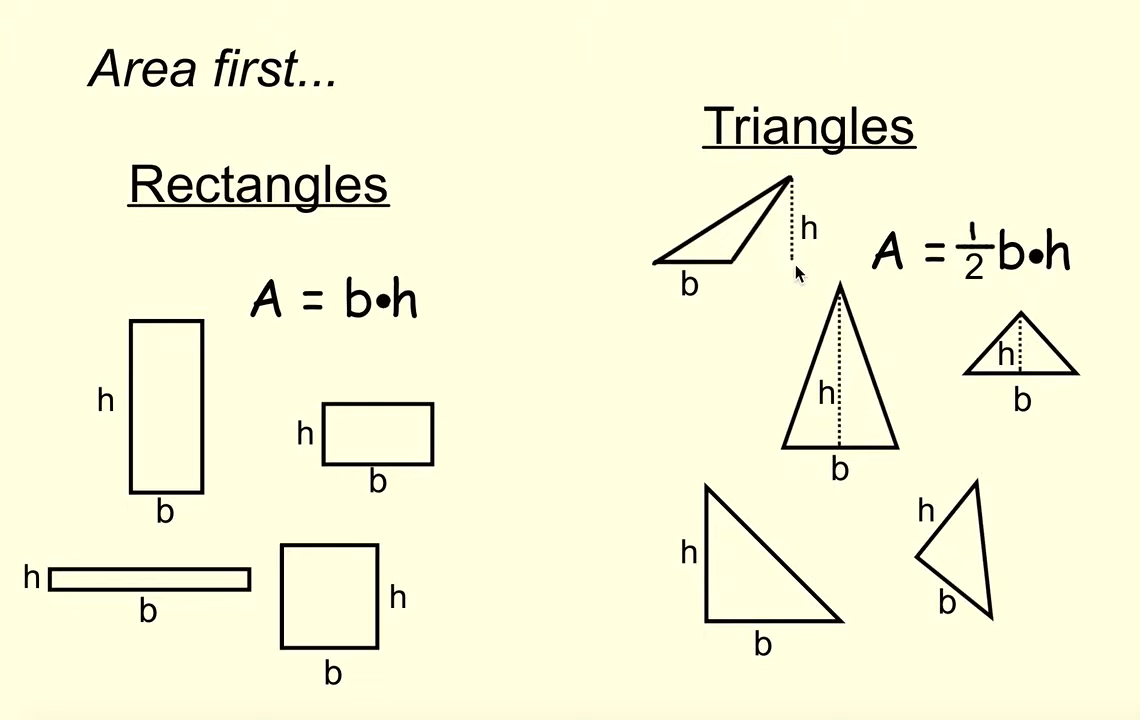 Area first...
Rectangles
A = b•h
h
b
h
b
h
b
h
b
Triangles
h
b
A = 1/2 b•h
h
b
h
b
h
b
h
b